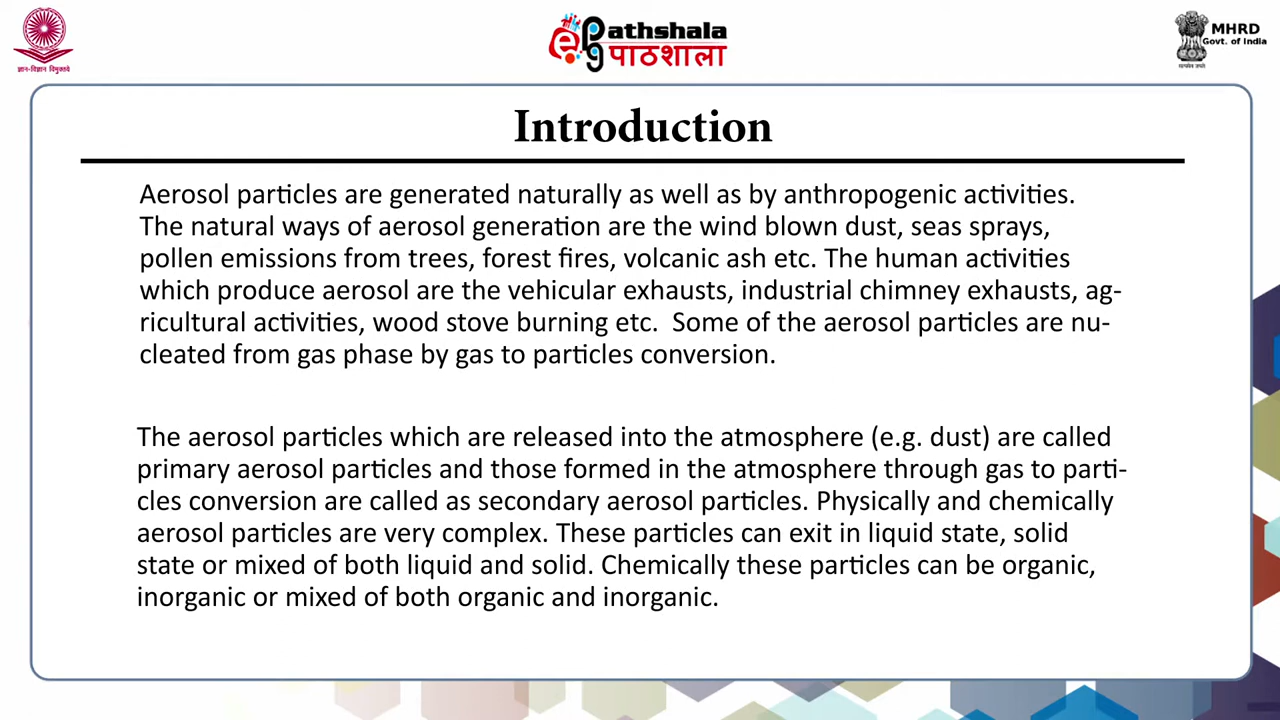 ज्ञान-विज्ञान विमुक्तये
ePg
athshala
पाठशाला
MHRD
Govt. of India
सत्यमेव जयते
Introduction
Aerosol particles are generated naturally as well as by anthropogenic activities.
The natural ways of aerosol generation are the wind blown dust, seas sprays,
pollen emissions from trees, forest fires, volcanic ash etc. The human activities
which produce aerosol are the vehicular exhausts, industrial chimney exhausts, ag-
ricultural activities, wood stove burning etc.  Some of the aerosol particles are nu-
cleated from gas phase by gas to particles conversion.
The aerosol particles which are released into the atmosphere (e.g. dust) are called
primary aerosol particles and those formed in the atmosphere through gas to parti-
cles conversion are called as secondary aerosol particles. Physically and chemically
aerosol particles are very complex. These particles can exit in liquid state, solid
state or mixed of both liquid and solid. Chemically these particles can be organic,
inorganic or mixed of both organic and inorganic.